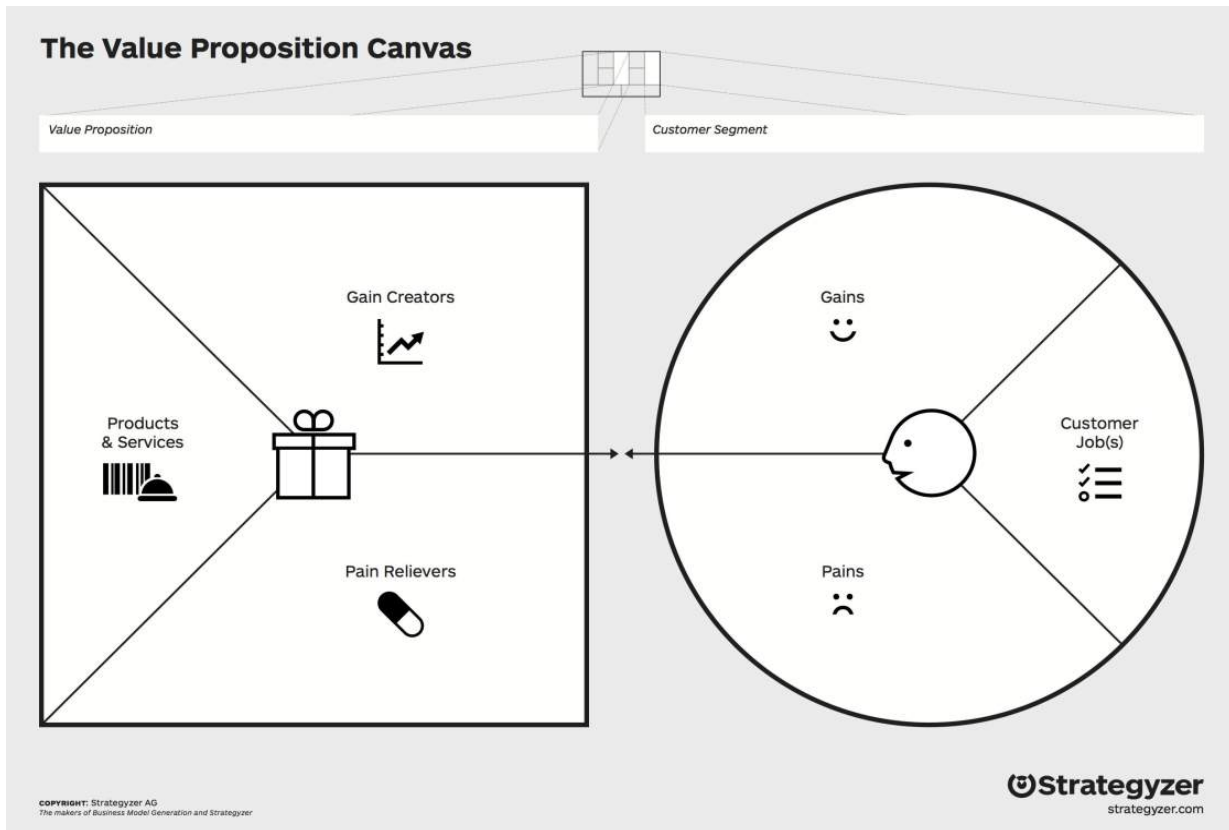 The Value Proposition Canvas
Value Proposition
Customer Segment
Gain Creators
Gains
Products
& Services
Customer
Job(s)
Pain Relievers
Pains
Strategyzer
strategyzer.com
COPYRIGHT: Strategyzer AG
The makers of Business Model Generation and Strategyzer